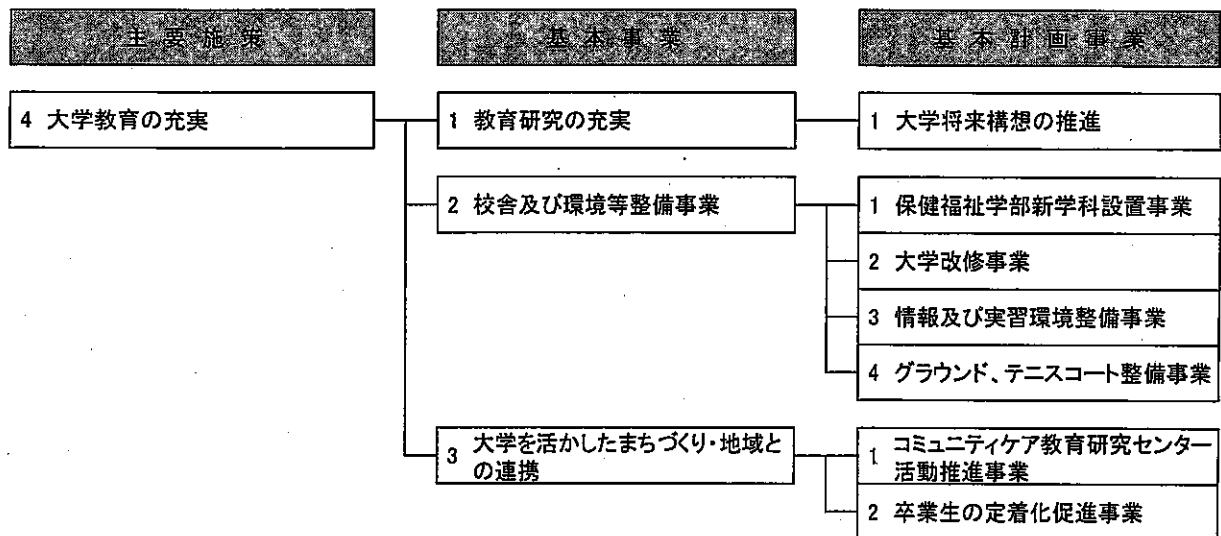 主要施策
基本事業
基本計画事業
4 大学教育の充実
1 教育研究の充実
1 大学将来構想の推進
2 校舎及び環境等整備事業
1 保健福祉学部新学科設置事業
2 大学改修事業
3 情報及び実習環境整備事業
4 グラウンド、テニスコート整備事業
3 大学を活かしたまちづくり・地域と
の連携
1 コミュニティケア教育研究センター
活動推進事業
2 卒業生の定着化促進事業